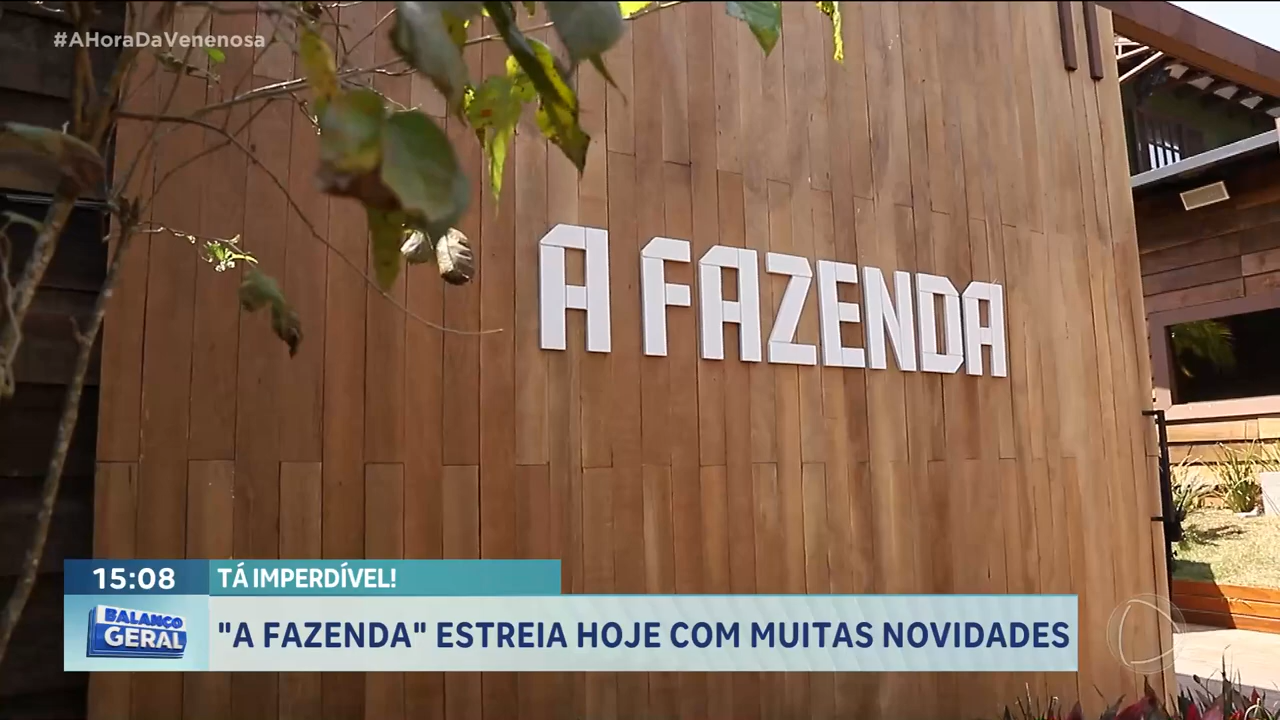 #AHoraDaVenenosa
A FAZENDA
15:08
TÁ IMPERDÍVEL!
BALANÇO
GERAL
"A FAZENDA" ESTREIA HOJE COM MUITAS NOVIDADES